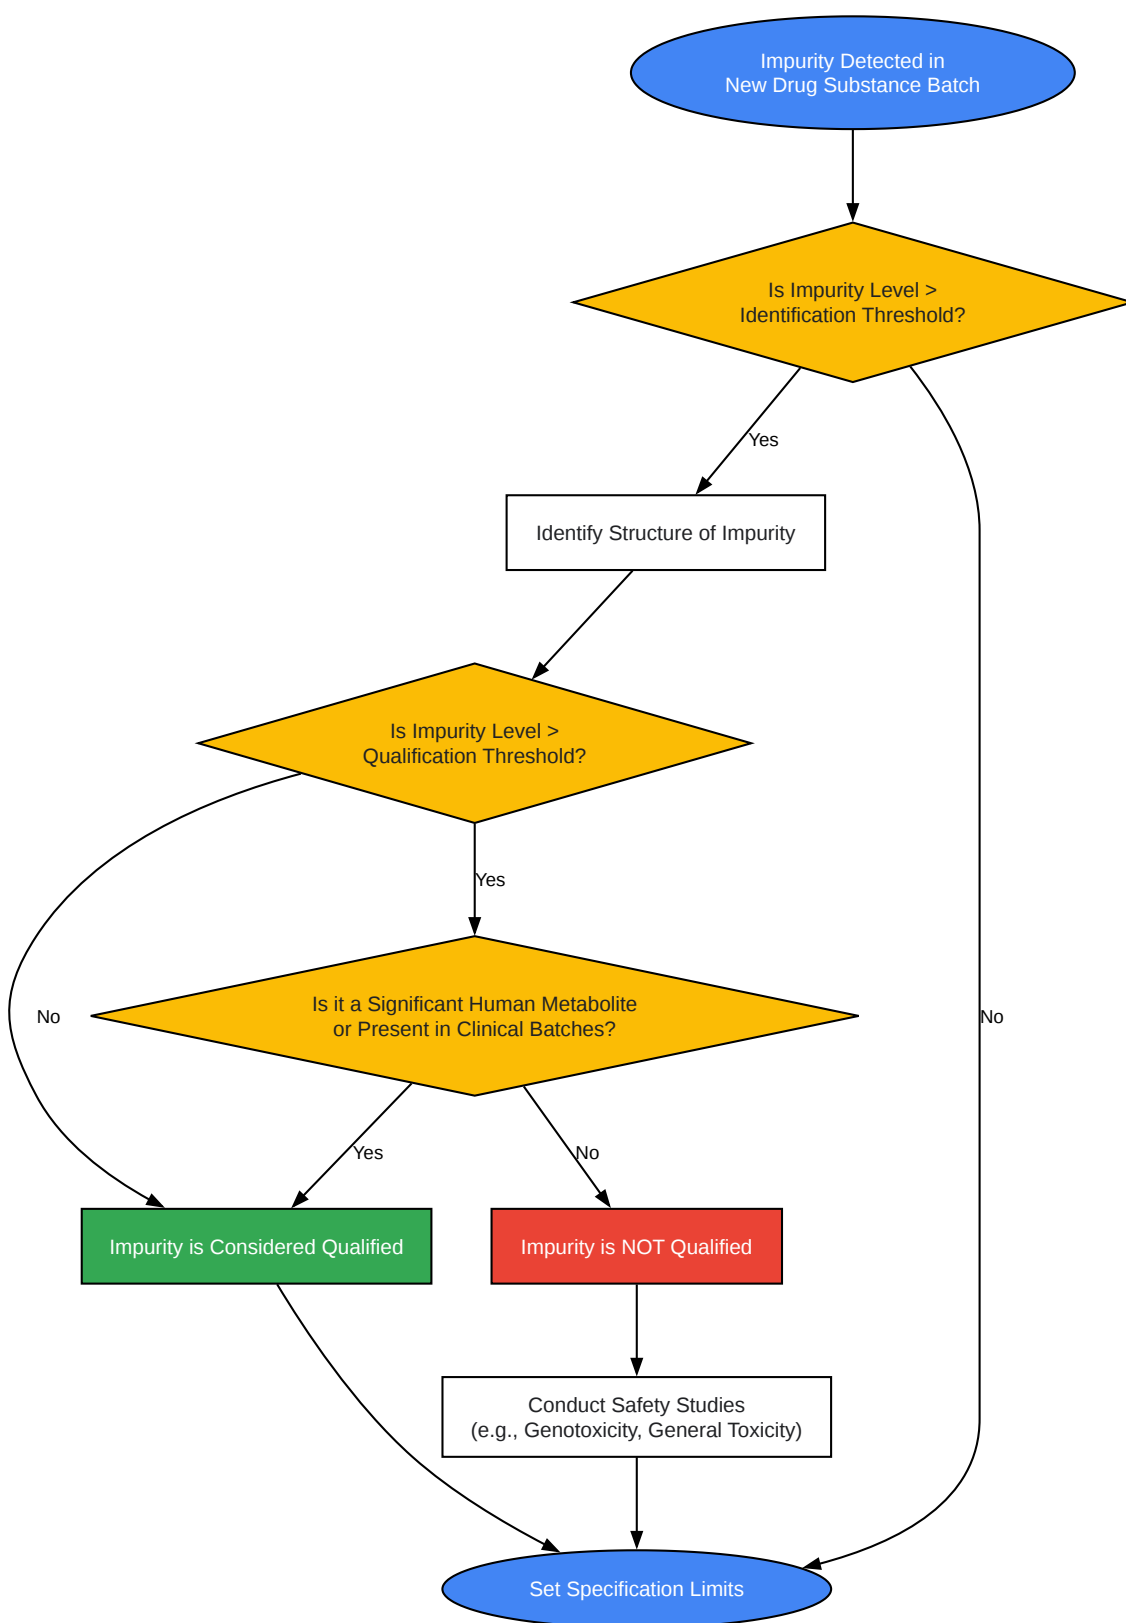 Impurity Detected in
New Drug Substance Batch
Is Impurity Level >
Identification Threshold?
Yes
Identify Structure of Impurity
Is Impurity Level >
Qualification Threshold?
Yes
Is it a Significant Human Metabolite
or Present in Clinical Batches?
No
No
Yes
No
Impurity is Considered Qualified
Impurity is NOT Qualified
Conduct Safety Studies
(e.g., Genotoxicity, General Toxicity)
Set Specification Limits